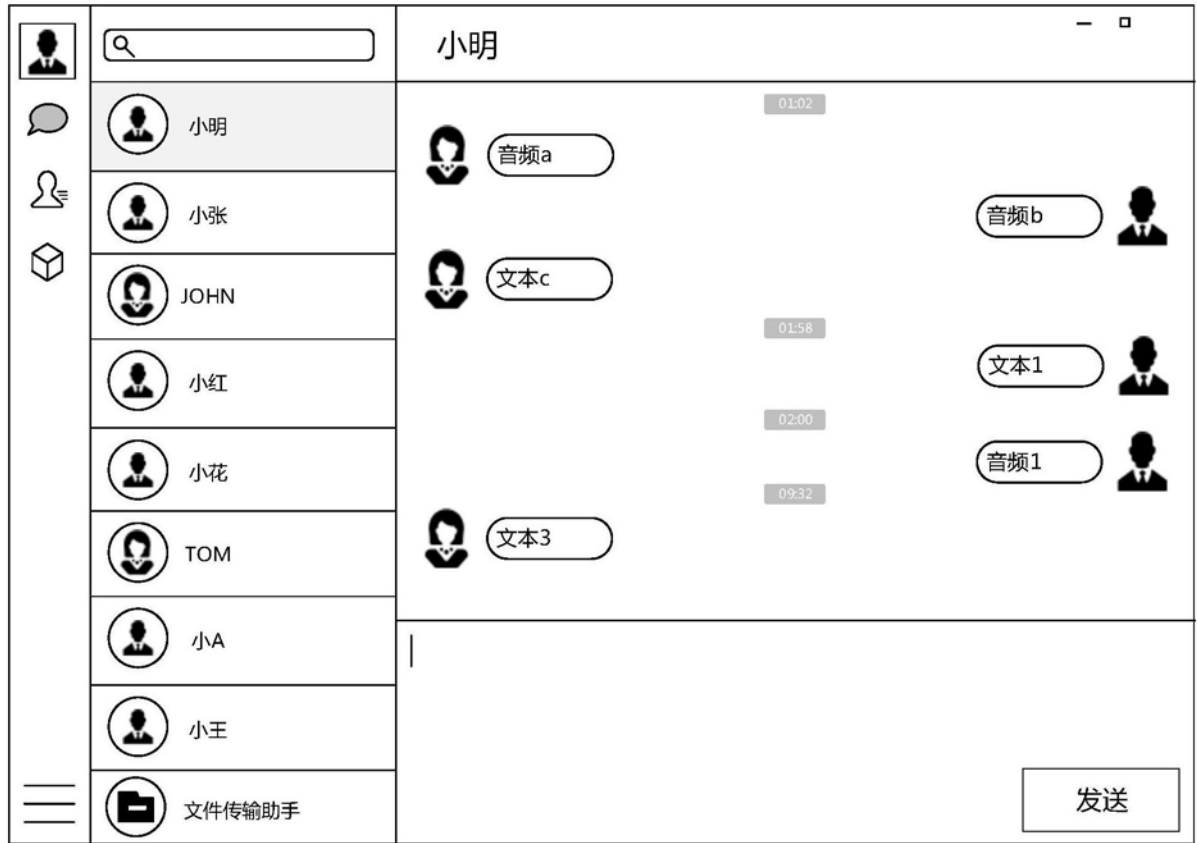 小明
小张
JOHN
小红
小花
TOM
小A
小王
文件传输助手
小明
01:02
音频a
音频b
文本c
01:58
文本1
02:00
音频1
09:32
文本3
发送